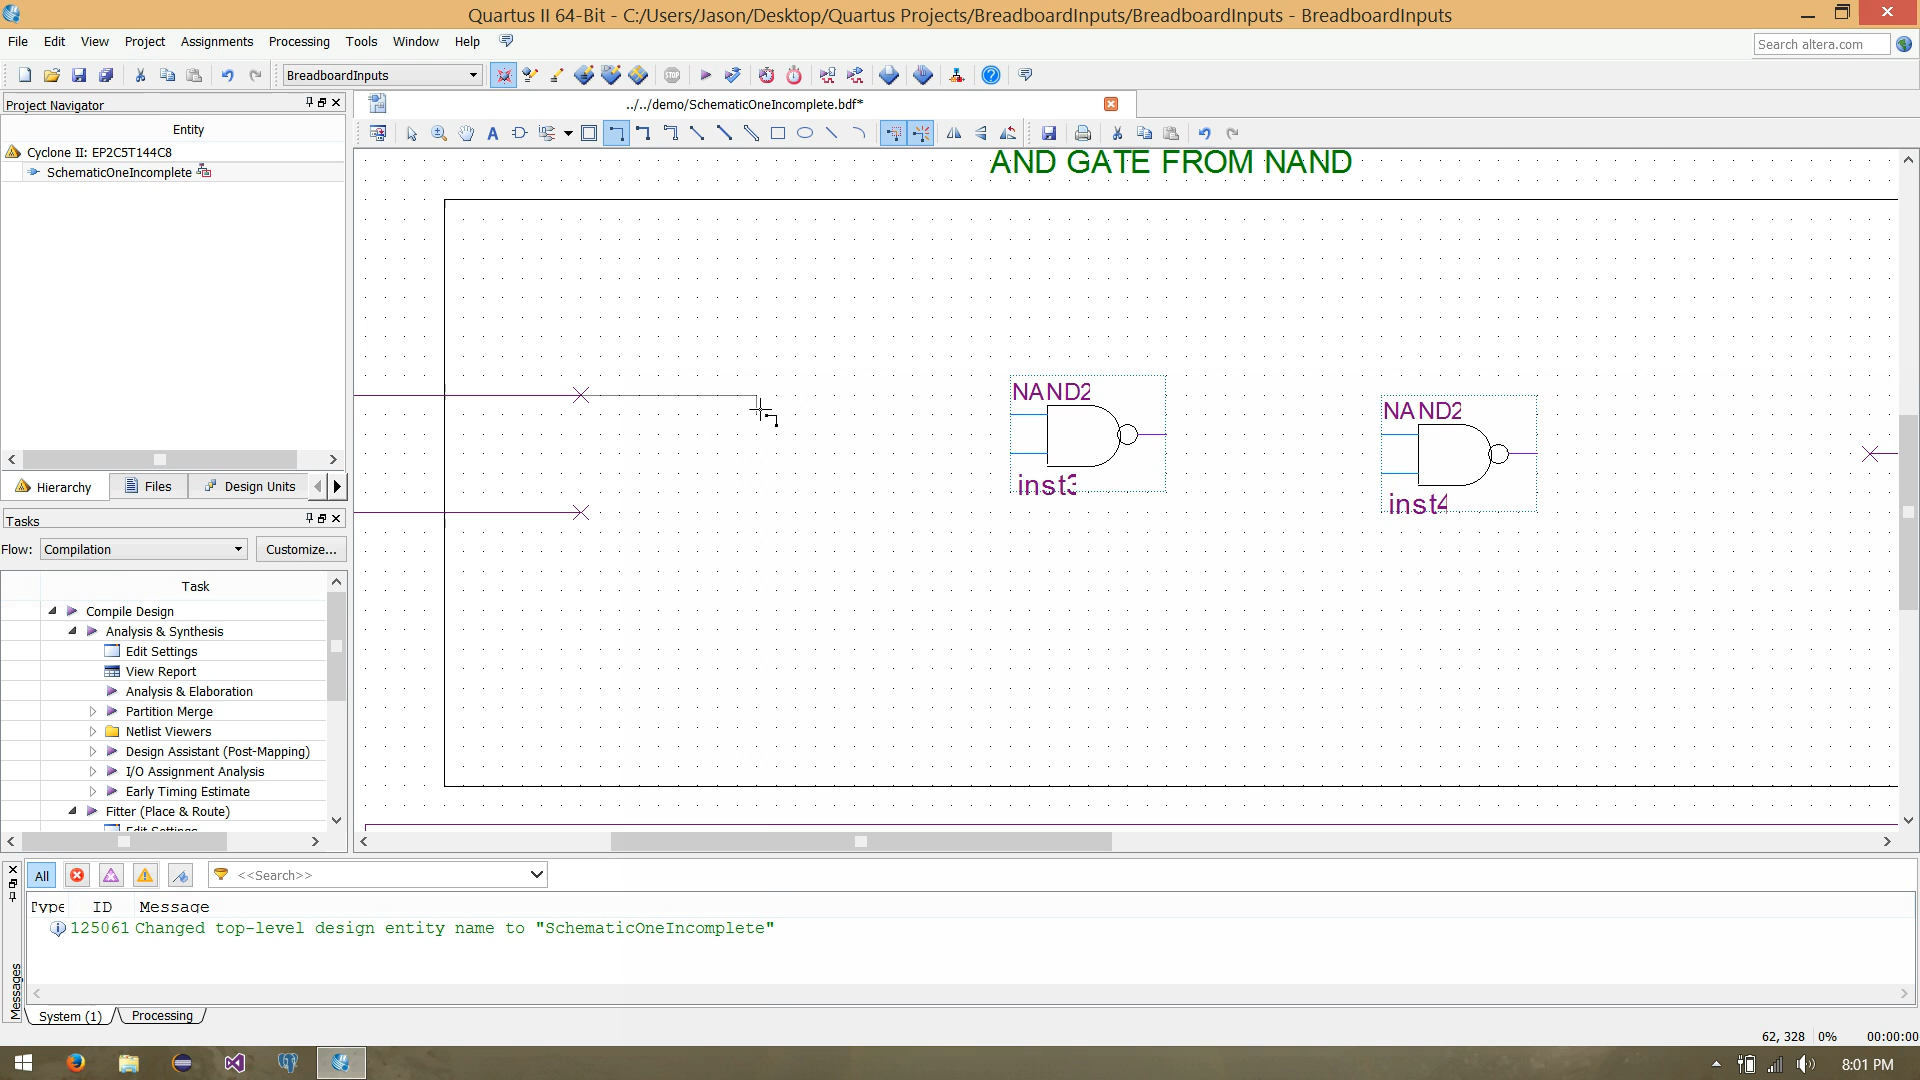 Quartus II 64-Bit - C:/Users/Jason/Desktop/Quartus Projects/BreadboardInputs/BreadboardInputs - BreadboardInputs
File Edit View Project Assignments Processing Tools Window Help
Search altera.com
BreadboardInputs
Project Navigator
../../demo/SchematicOneIncomplete.bdf*
Entity
Cyclone II: EP2C5T144C8
SchematicOneIncomplete
AND GATE FROM NAND
NAND2
inst3
NAND2
inst4
Hierarchy Files Design Units
Tasks
Flow: Compilation Customize...
Task
Compile Design
Analysis & Synthesis
Edit Settings
View Report
Analysis & Elaboration
Partition Merge
Netlist Viewers
Design Assistant (Post-Mapping)
I/O Assignment Analysis
Early Timing Estimate
Fitter (Place & Route)
Edit Settings
All <<Search>>
Type ID Message
125061 Changed top-level design entity name to "SchematicOneIncomplete"
Messages
System (1) Processing
62, 328 0% 00:00:00
8:01 PM